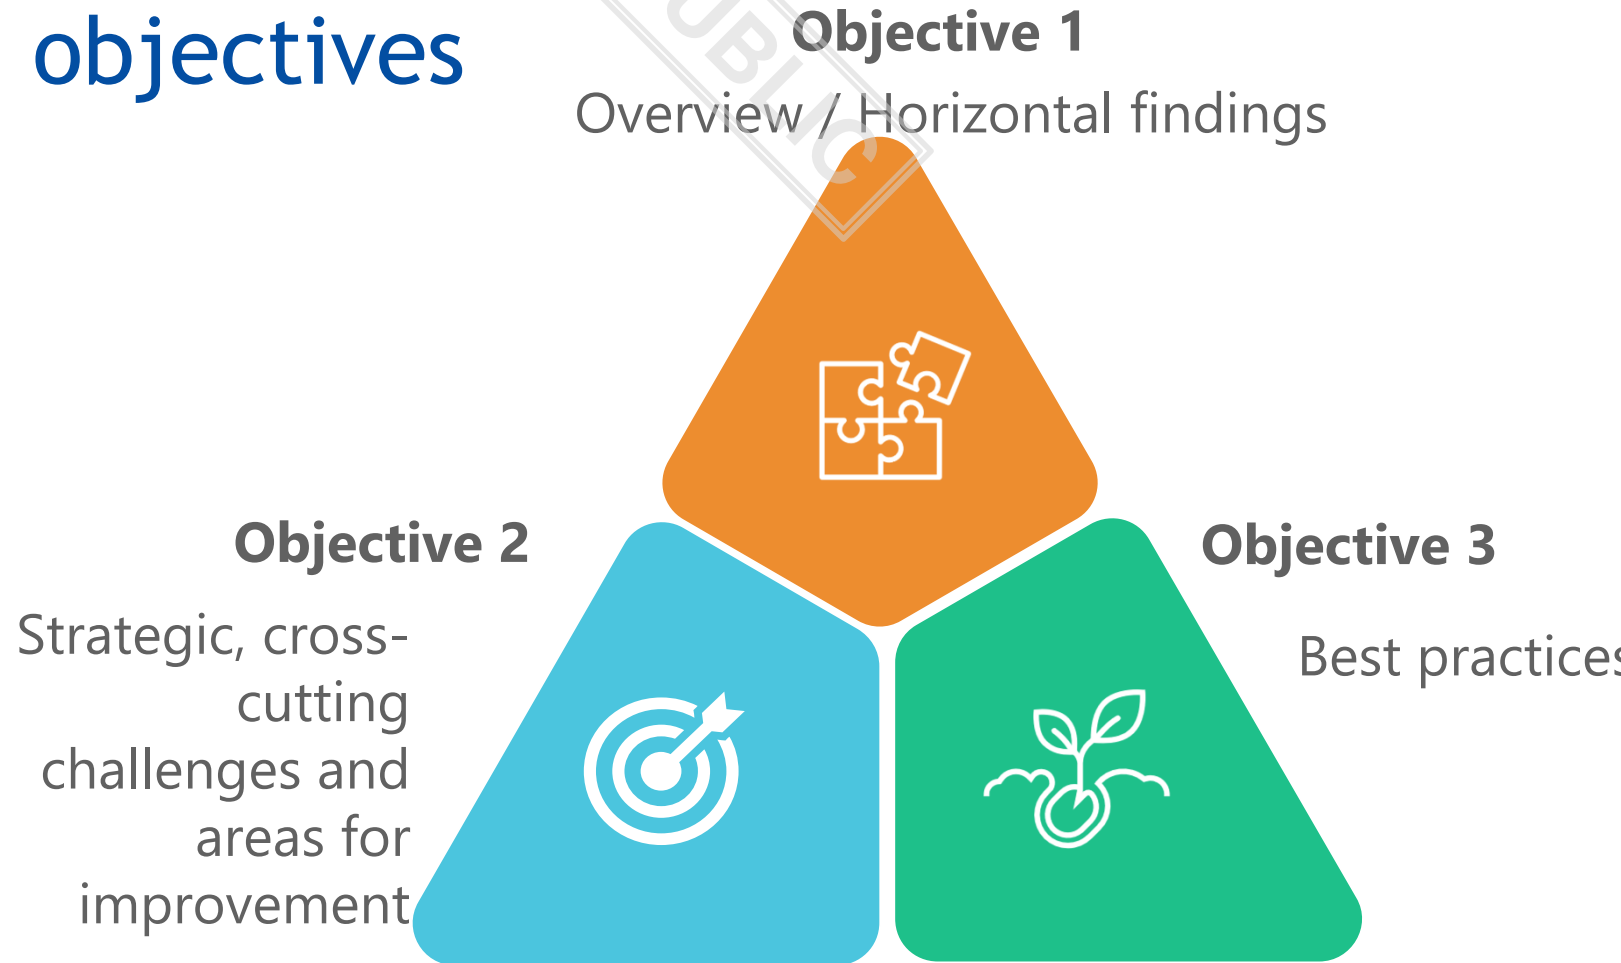 objectives
Objective 1
Overview / Horizontal findings
Objective 2
Strategic, cross-
cutting
challenges and
areas for
improvement
Objective 3
Best practices